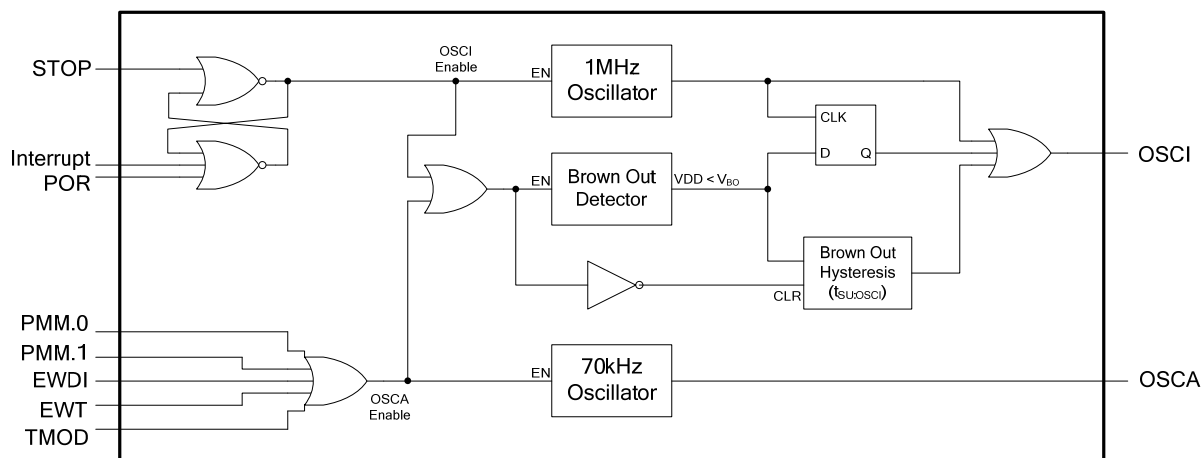 STOP
Interrupt
POR
PMM.0
PMM.1
EWDI
EWT
TMOD
OSCI
Enable
OSCA
Enable
EN
1MHz
Oscillator
EN
Brown Out
Detector
VDD < VBO
CLK
D Q
Brown Out
Hysteresis
(tSU:OSCI)
CLR
EN
70kHz
Oscillator
OSCI
OSCA